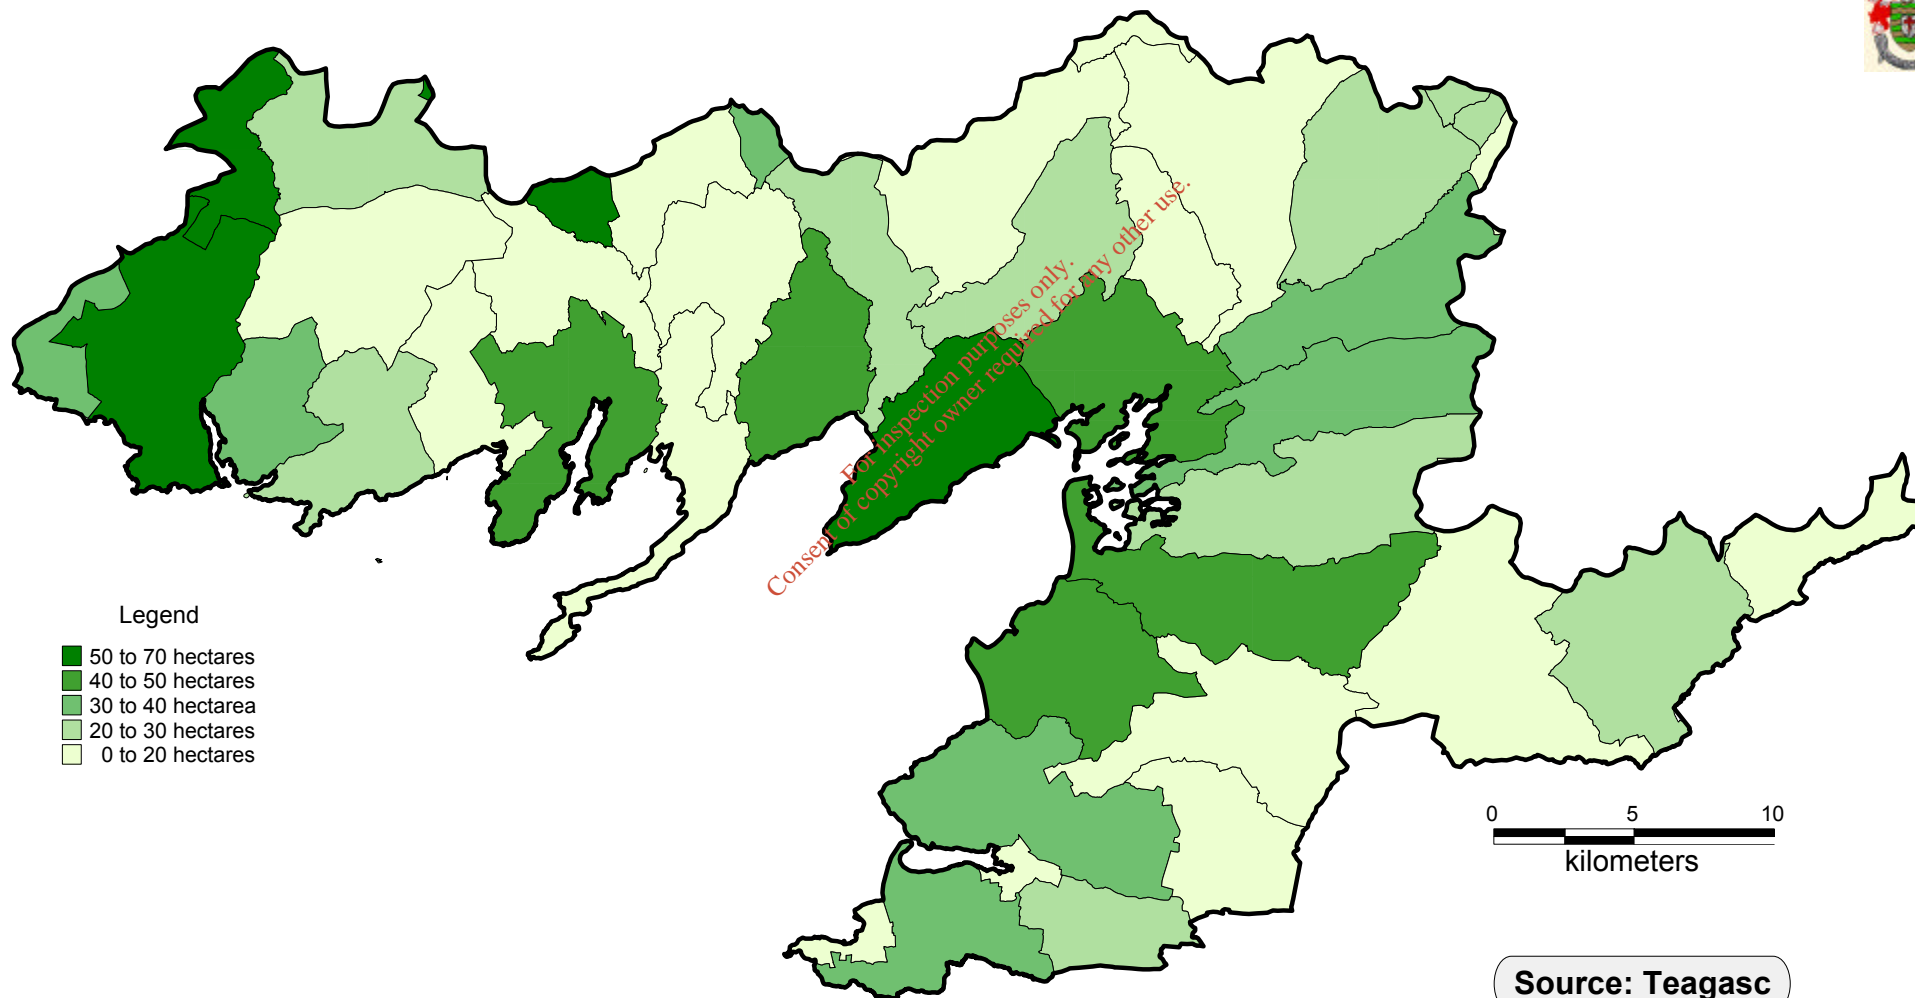 For inspection purposes only.
Consent of copyright owner required for any other use.
Legend
50 to 70 hectares
40 to 50 hectares
30 to 40 hectarea
20 to 30 hectares
0 to 20 hectares
0 5 10
kilometers
Source: Teagasc